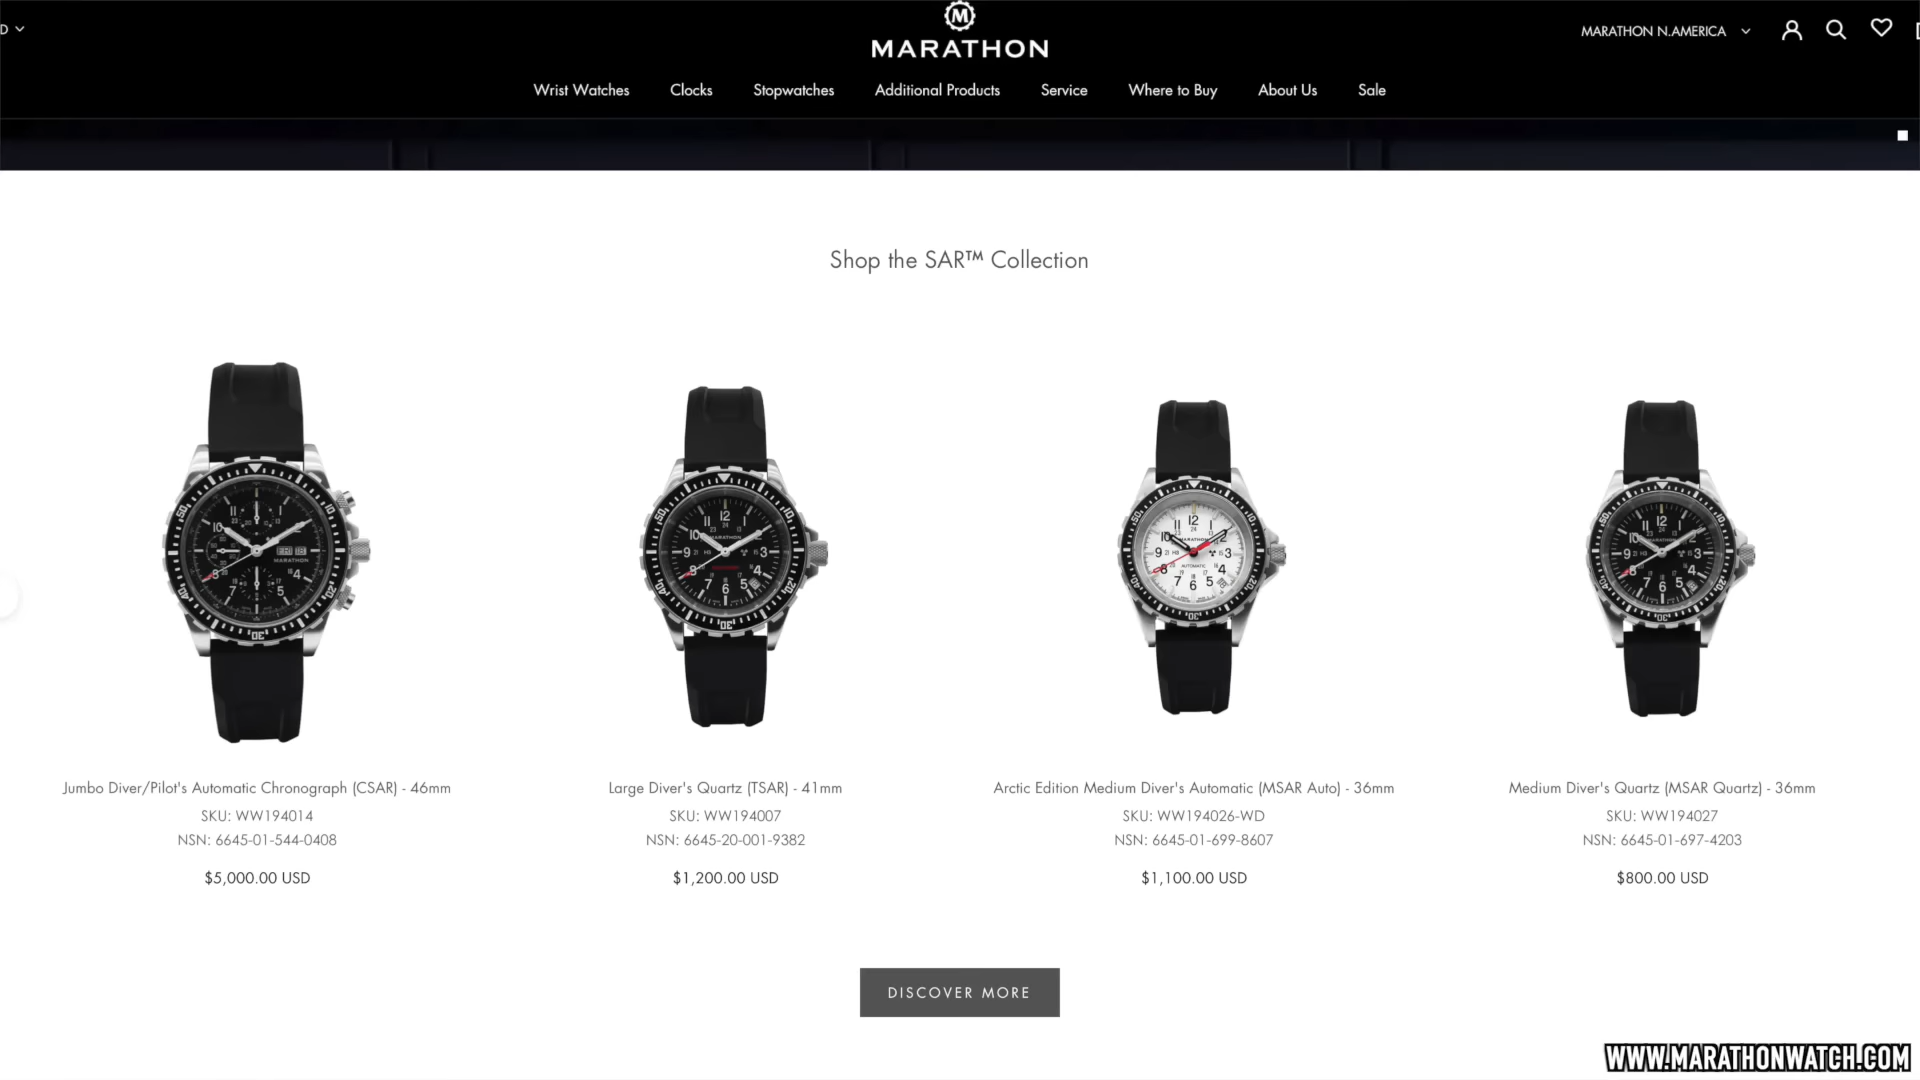 D
MARATHON
MARATHON N.AMERICA
Wrist Watches Clocks Stopwatches Additional Products Service Where to Buy About Us Sale
Shop the SAR™ Collection
Jumbo Diver/Pilot's Automatic Chronograph (CSAR) - 46mm
SKU: WW194014
NSN: 6645-01-544-0408
$5,000.00 USD
Large Diver's Quartz (TSAR) - 41mm
SKU: WW194007
NSN: 6645-20-001-9382
$1,200.00 USD
Arctic Edition Medium Diver's Automatic (MSAR Auto) - 36mm
SKU: WW194026-WD
NSN: 6645-01-699-8607
$1,100.00 USD
Medium Diver's Quartz (MSAR Quartz) - 36mm
SKU: WW194027
NSN: 6645-01-697-4203
$800.00 USD
DISCOVER MORE
WWW.MARATHONWATCH.COM